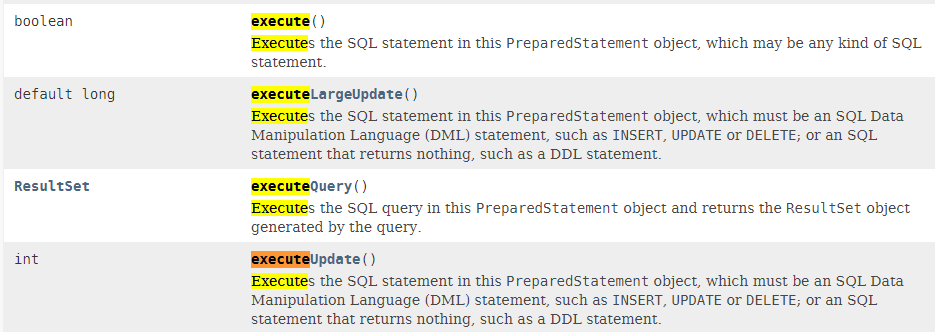 boolean execute()
Executes the SQL statement in this PreparedStatement object, which may be any kind of SQL
statement.
default long executeLargeUpdate()
Executes the SQL statement in this PreparedStatement object, which must be an SQL Data
Manipulation Language (DML) statement, such as INSERT, UPDATE or DELETE; or an SQL
statement that returns nothing, such as a DDL statement.
ResultSet executeQuery()
Executes the SQL query in this PreparedStatement object and returns the ResultSet object
generated by the query.
int executeUpdate()
Executes the SQL statement in this PreparedStatement object, which must be an SQL Data
Manipulation Language (DML) statement, such as INSERT, UPDATE or DELETE; or an SQL
statement that returns nothing, such as a DDL statement.